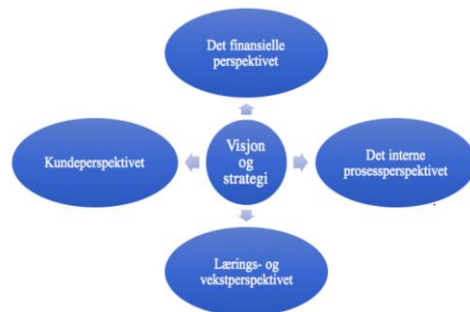 Det finansielle
perspektivet
Kundeperspektivet
Visjon
og
strategi
Det interne
prosessperspektivet
Lærings- og
vekstperspektivet